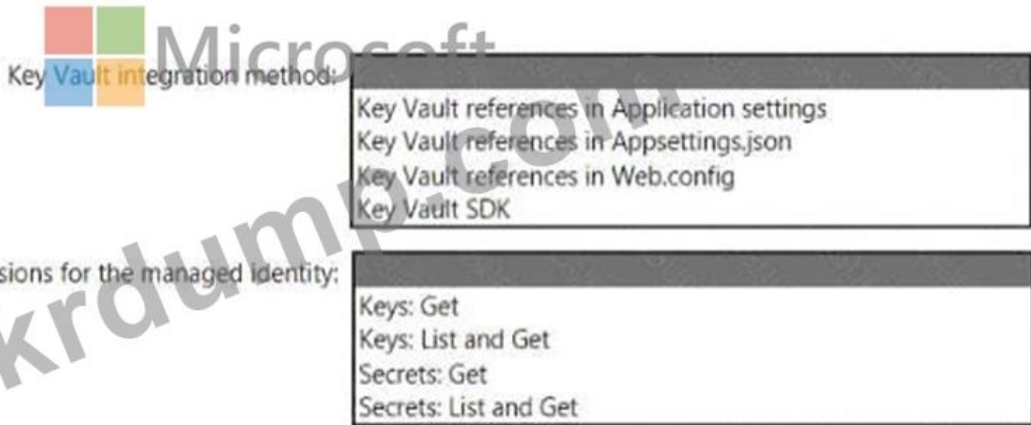 Microsoft
Key Vault integration method:
Key Vault references in Application settings
Key Vault references in Appsettings.json
Key Vault references in Web.config
Key Vault SDK
sions for the managed identity:
Keys: Get
Keys: List and Get
Secrets: Get
Secrets: List and Get
krdump.com